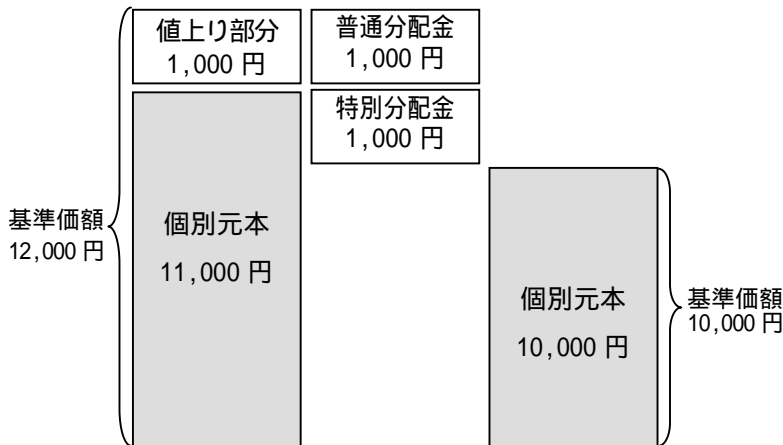 値上り部分
1,000 円
普通分配金
1,000 円
特別分配金
1,000 円
基準価額
12,000 円
個別元本
11,000 円
個別元本
10,000 円
基準価額
10,000 円